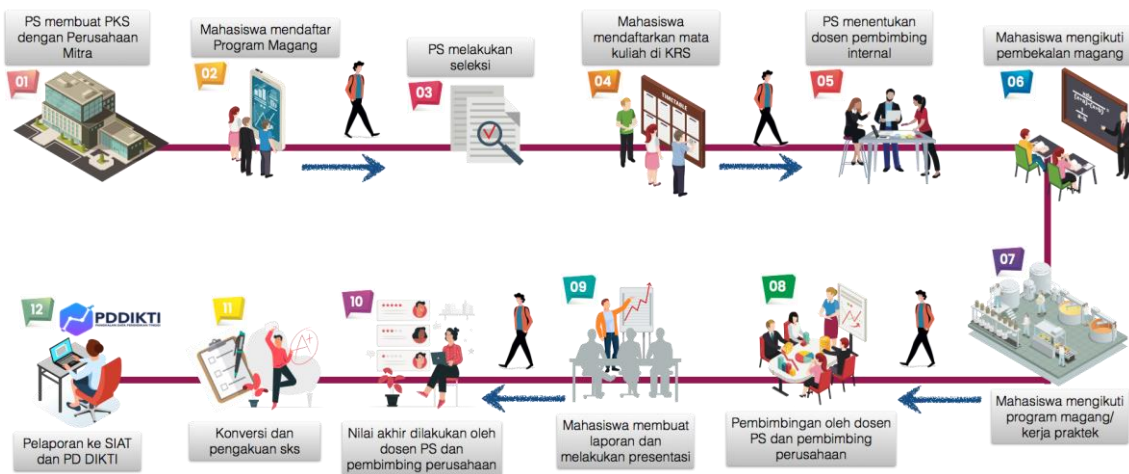 PS membuat PKS
dengan Perusahaan
Mitra
01
Mahasiswa mendaftar
Program Magang
02
PS melakukan
seleksi
03
Mahasiswa
mendaftarkan mata
kuliah di KRS
04
TIMETABLE
PS menentukan
dosen pembimbing
internal
05
Mahasiswa mengikuti
pembekalan magang
06
07
Mahasiswa mengikuti
program magang/
kerja praktek
08
Pembimbingan oleh dosen
PS dan pembimbing
perusahaan
09
Mahasiswa membuat
laporan dan
melakukan presentasi
10
Nilai akhir dilakukan oleh
dosen PS dan
pembimbing perusahaan
11
A+
Konversi dan
pengakuan sks
12
PDDIKTI
PANGKALAN DATA PENDIDIKAN TINGGI
Pelaporan ke SIAT
dan PD DIKTI